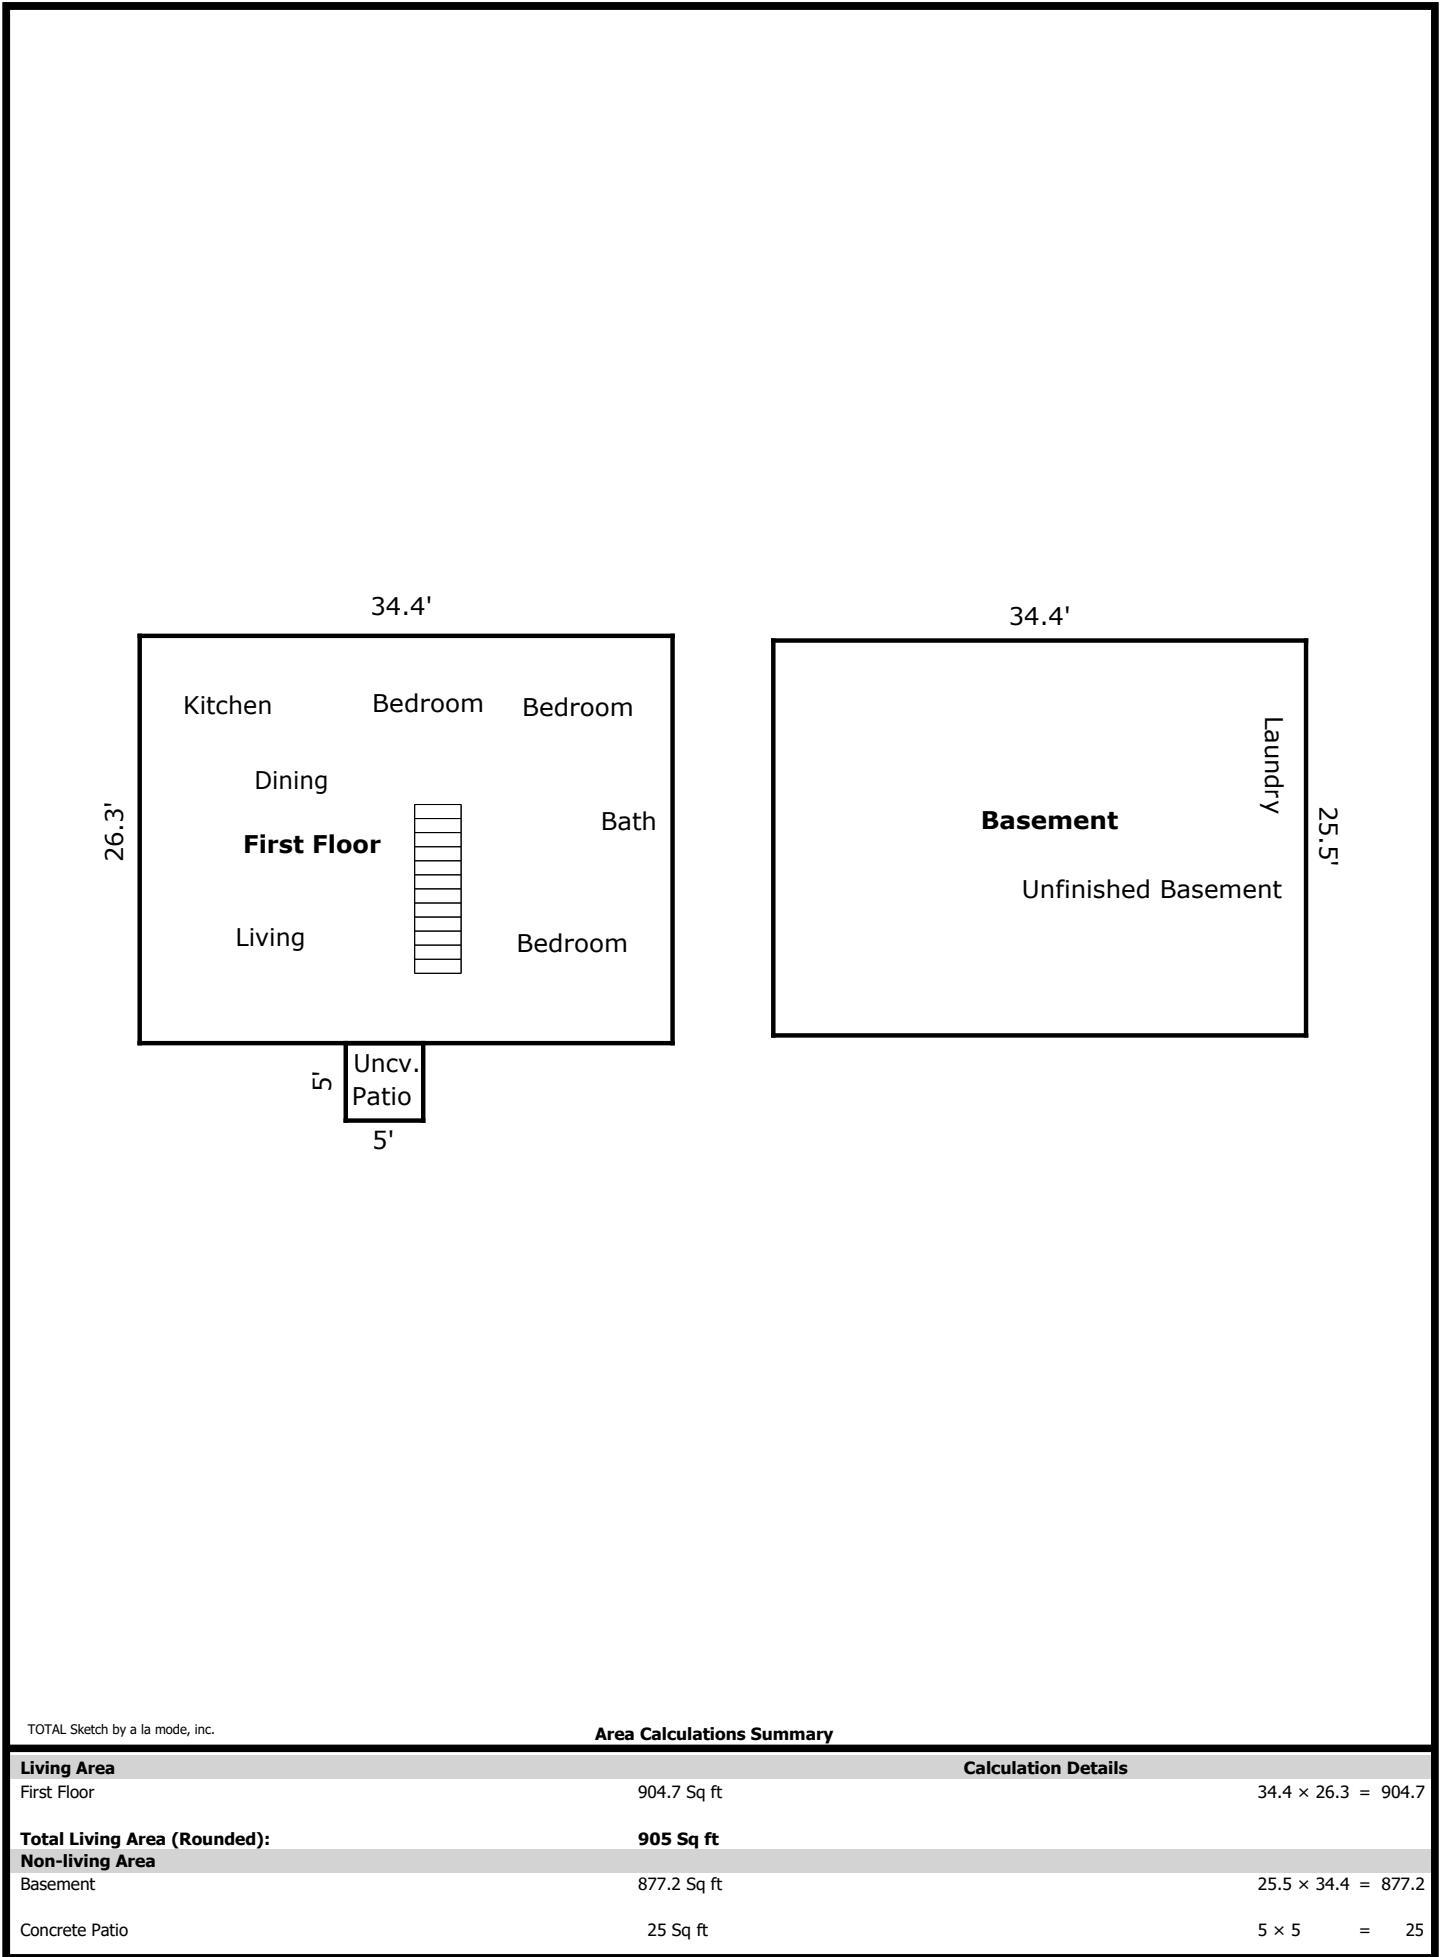 34.4'
34.4'
Kitchen
Bedroom
Bedroom
Dining
26.3'
First Floor
Bath
Living
Bedroom
Uncv.
Patio
5'
5'
Laundry
Basement
25.5'
Unfinished Basement
TOTAL Sketch by a la mode, inc.
Area Calculations Summary
Living Area Calculation Details
First Floor 904.7 Sq ft 34.4 × 26.3 = 904.7
Total Living Area (Rounded): 905 Sq ft
Non-living Area
Basement 877.2 Sq ft 25.5 × 34.4 = 877.2
Concrete Patio 25 Sq ft 5 × 5 = 25